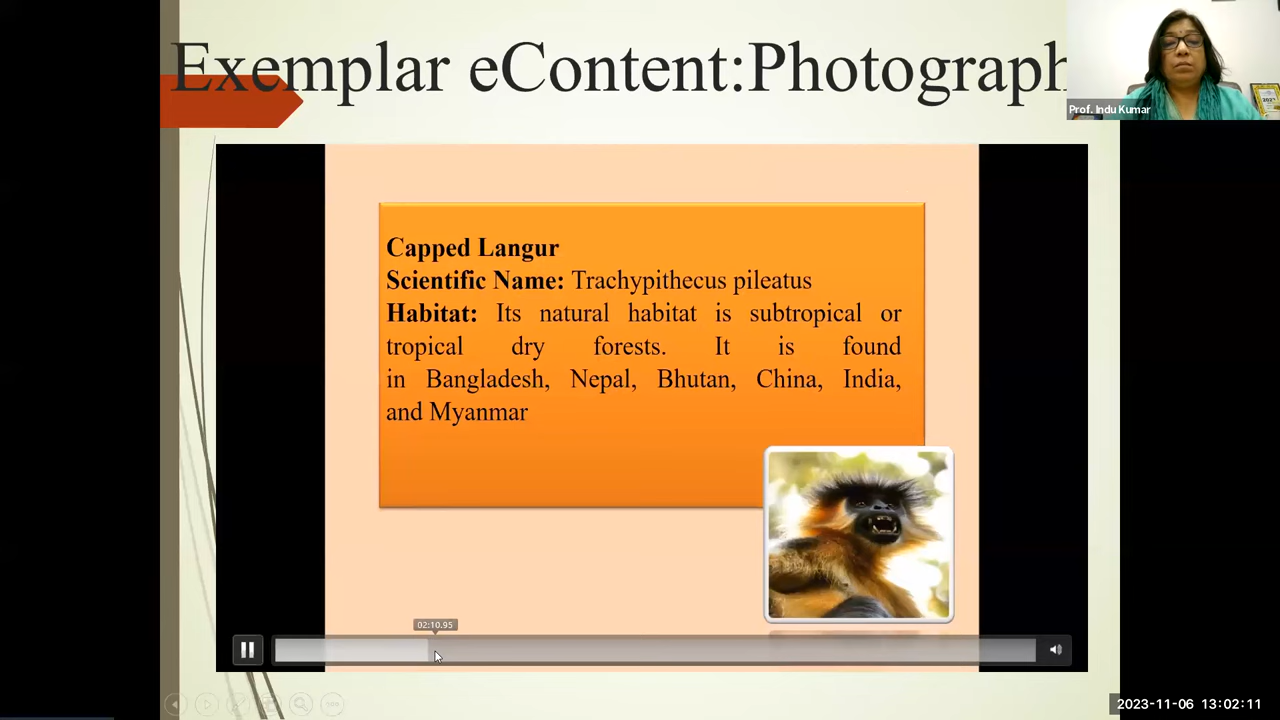 Exemplar eContent:Photograph
Prof. Indu Kumar
Capped Langur
Scientific Name: Trachypithecus pileatus
Habitat: Its natural habitat is subtropical or
tropical dry forests. It is found
in Bangladesh, Nepal, Bhutan, China, India,
and Myanmar
02:10.95
2023-11-06 13:02:11